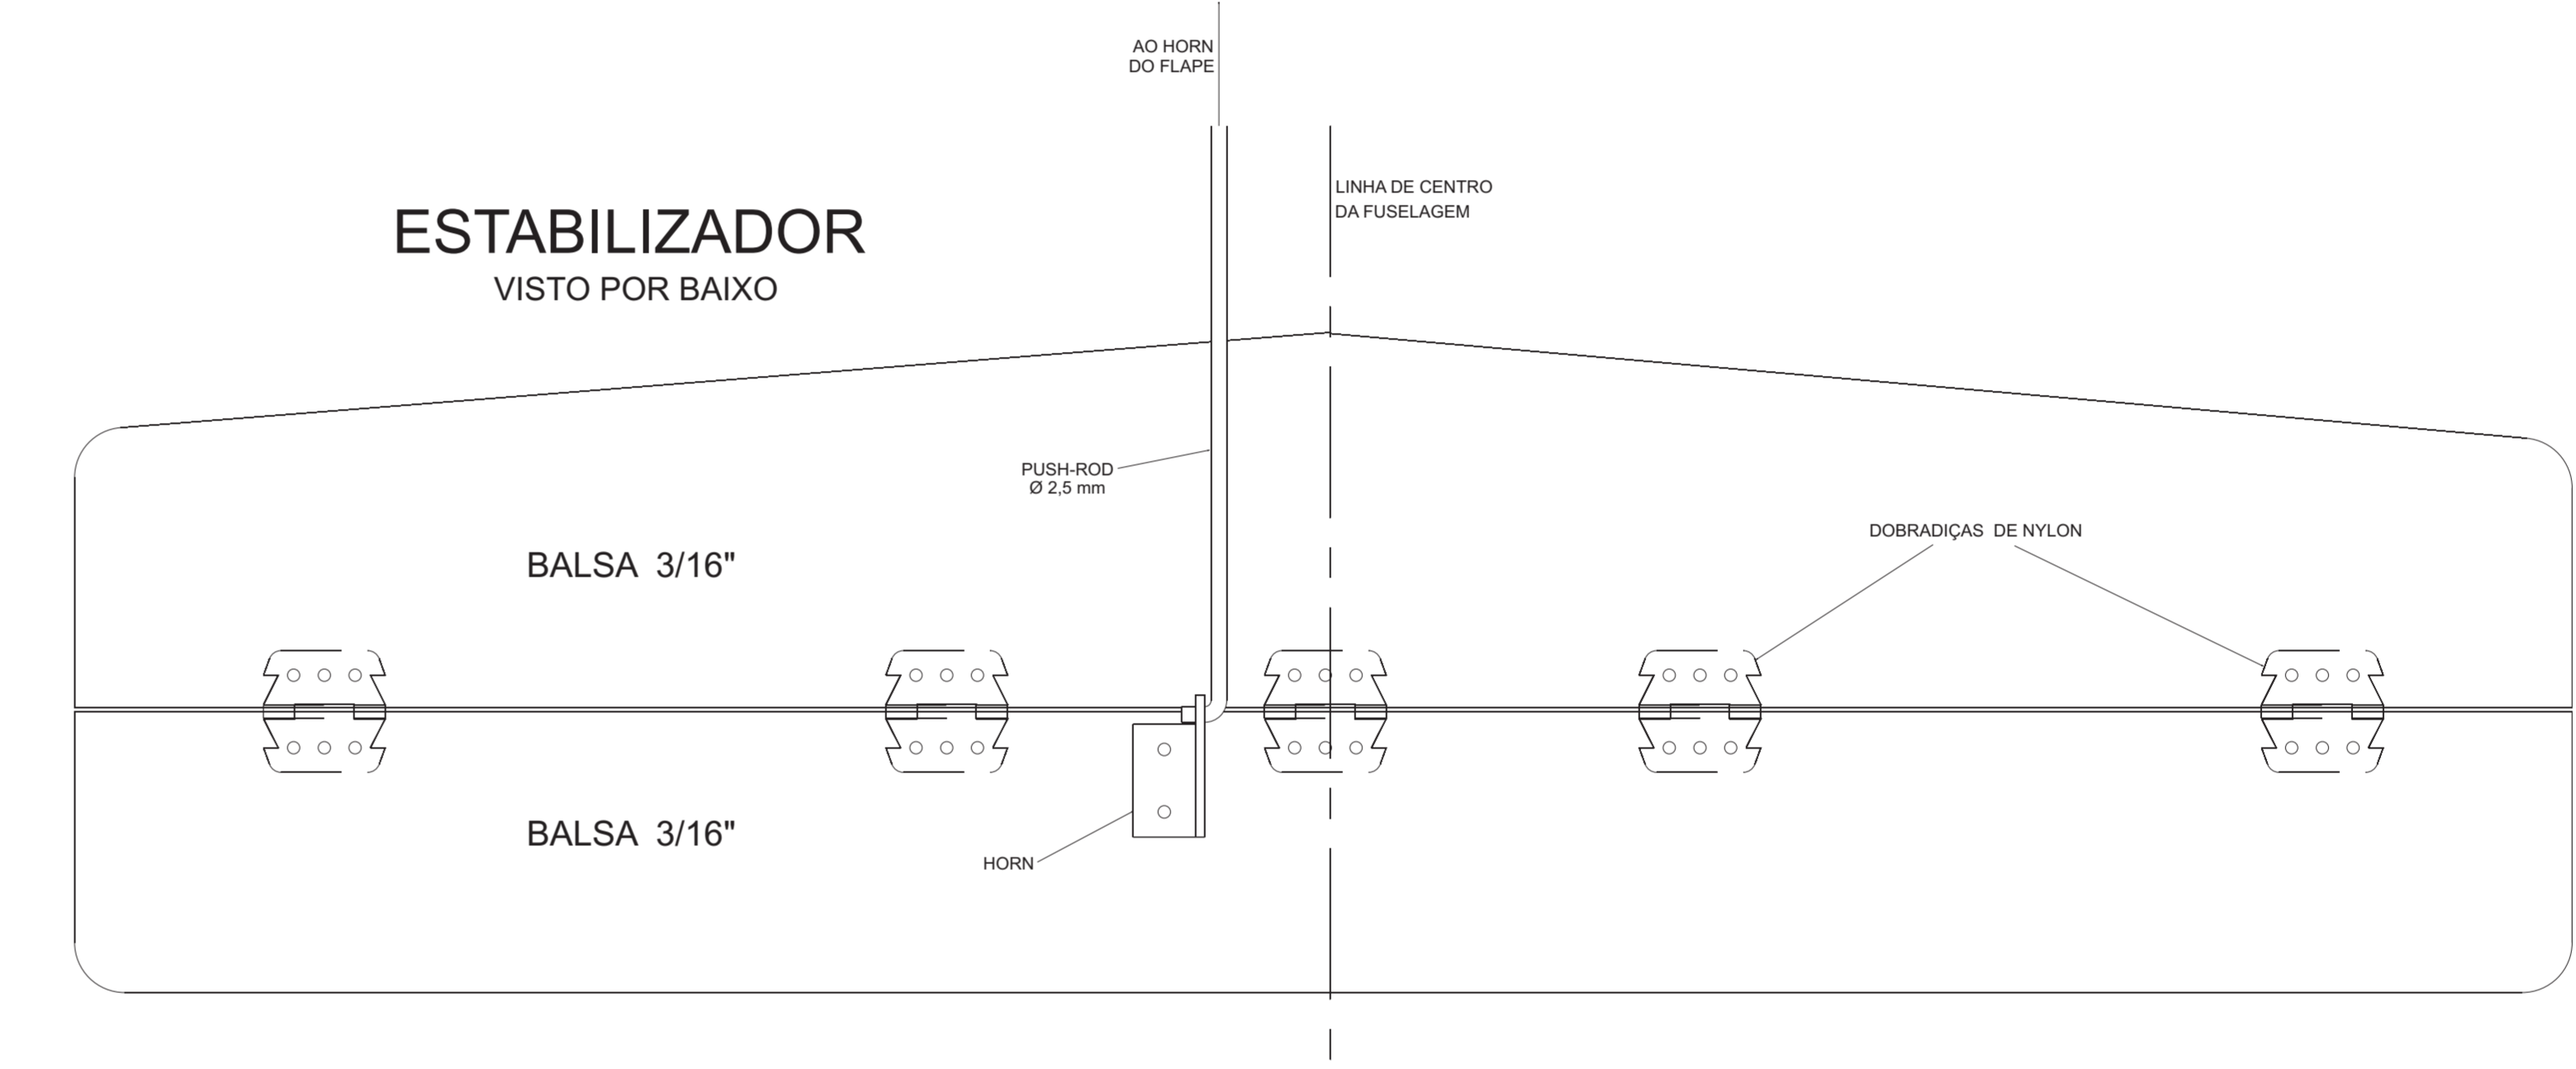 AO HORN
DO FLAPE
LINHA DE CENTRO
DA FUSELAGEM
ESTABILIZADOR
VISTO POR BAIXO
PUSH-ROD
Ø 2,5 mm
DOBRADIÇAS DE NYLON
BALSA 3/16"
BALSA 3/16"
HORN